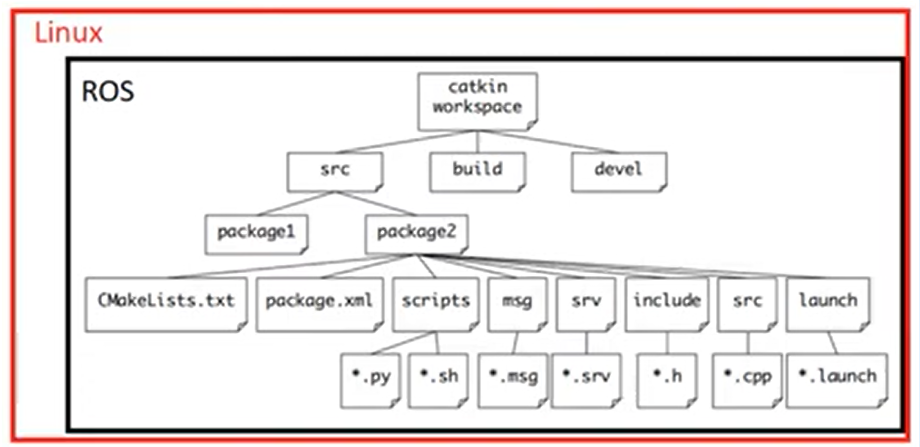 Linux
ROS
catkin
workspace
src
build
devel
package1
package2
CMakeLists.txt
package.xml
scripts
msg
srv
include
src
launch
*.py
*.sh
*.msg
*.srv
*.h
*.cpp
*.launch